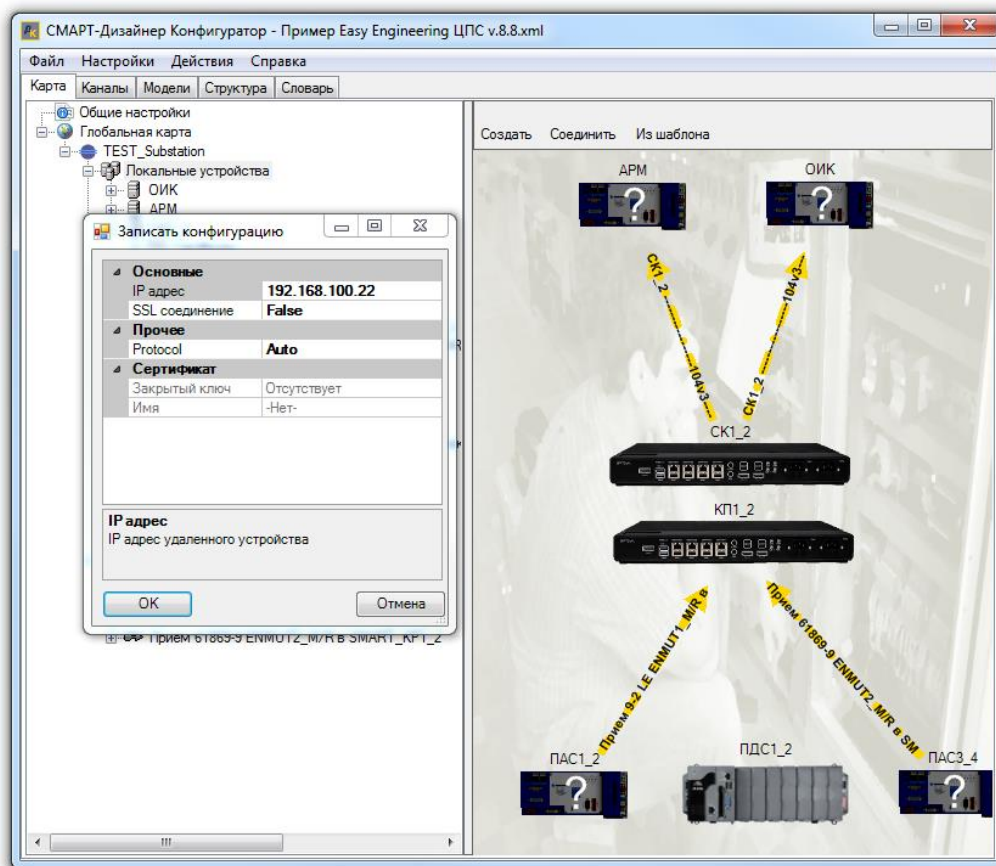 СМАРТ-Дизайнер Конфигуратор - Пример Easy Engineering ЦПС v.8.8.xml
Файл Настройки Действия Справка
Карта Каналы Модели Структура Словарь
Общие настройки
Глобальная карта
TEST_Substation
Локальные устройства
ОИК
АРМ
Записать конфигурацию
Основные
IP адрес 192.168.100.22
SSL соединение False
Прочее
Protocol Auto
Сертификат
Закрытый ключ Отсутствует
Имя -Нет-
IP адрес
IP адрес удаленного устройства
OK Отмена
Прием 61869-9 ENMUT2_M/R в SMART_KP1_2
Создать Соединить Из шаблона
АРМ ОИК
СК1_2 -------104v3----
СК1_2 -------104v3---
СК1_2
КП1_2
Прием 9-2 LE ENMUT1_M/R в
Прием 61869-9 ENMUT2_M/R в SM
ПАС1_2 ПДС1_2 ПАС3_4